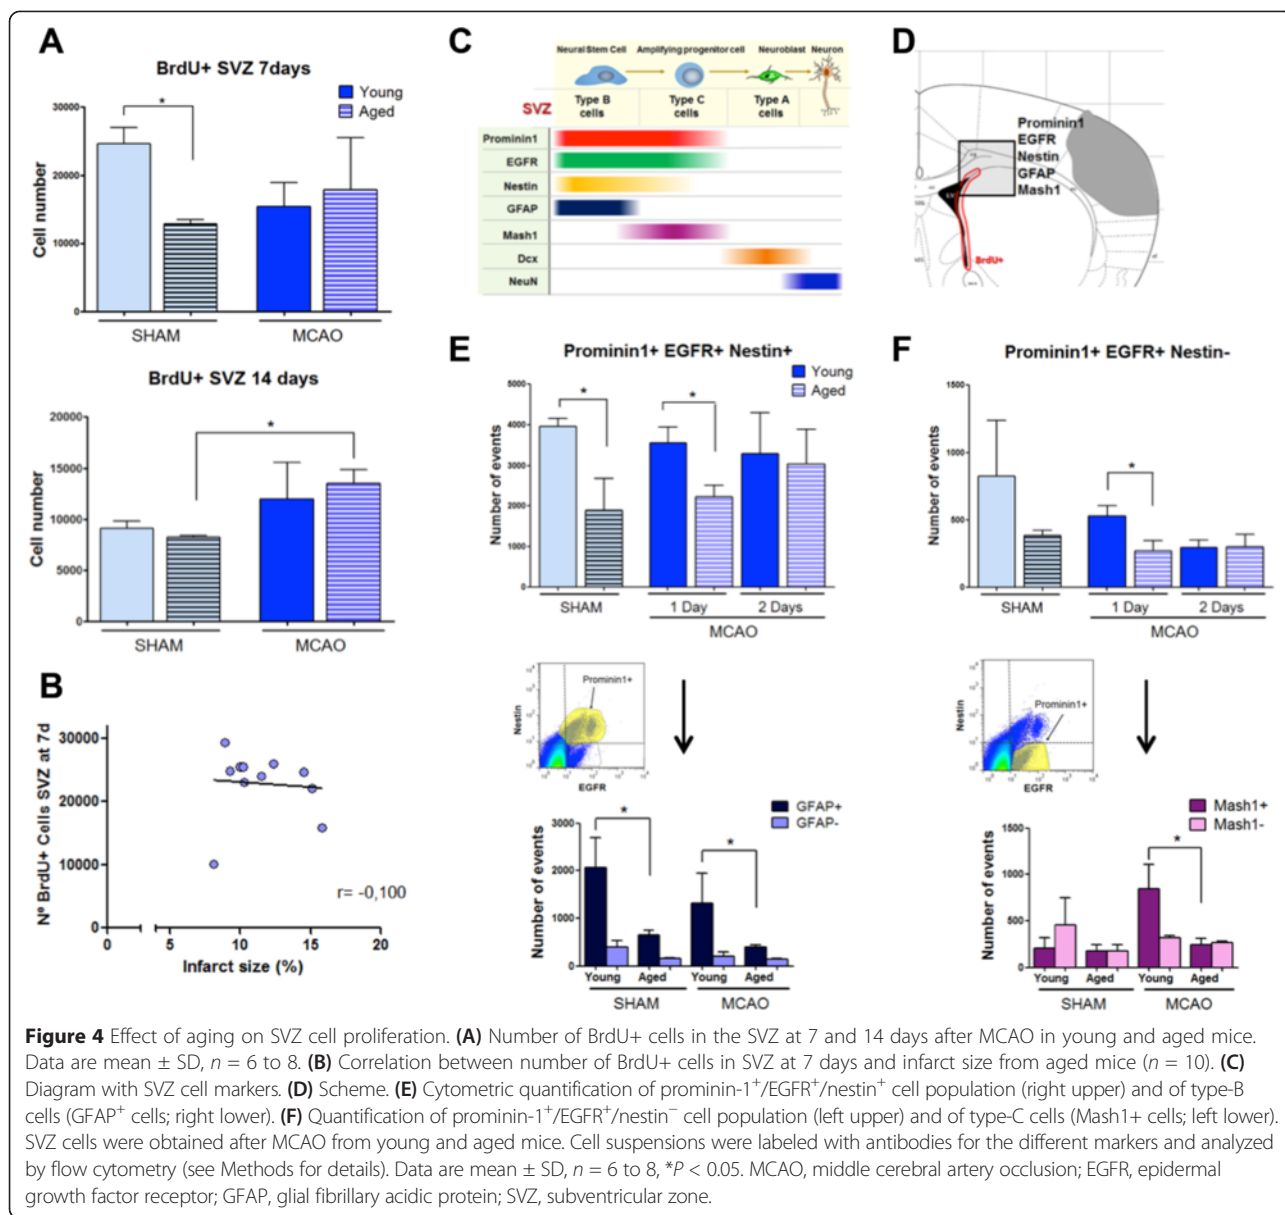 A
BrdU+ SVZ 7days
Young
Aged
Cell number
30000
20000
10000
0
*
SHAM
MCAO
BrdU+ SVZ 14 days
Cell number
20000
15000
10000
5000
0
*
SHAM
MCAO
B
Nº BrdU+ Cells SVZ at 7d
30000
20000
10000
0
0
5
10
15
20
r= -0,100
Infarct size (%)
C
Neural Stem Cell
Amplifying progenitor cell
Neuroblast
Neuron
SVZ
Type B cells
Type C cells
Type A cells
Prominin1
EGFR
Nestin
GFAP
Mash1
Dcx
NeuN
D
Prominin1
EGFR
Nestin
GFAP
Mash1
BrdU+
E
Prominin1+ EGFR+ Nestin+
Young
Aged
Number of events
5000
4000
3000
2000
1000
0
*
*
SHAM
1 Day
2 Days
MCAO
Nestin
Prominin1+
EGFR
GFAP+
GFAP-
Number of events
3000
2000
1000
0
*
*
Young
Aged
Young
Aged
SHAM
MCAO
F
Prominin1+ EGFR+ Nestin-
Number of events
1500
1000
500
0
*
SHAM
1 Day
2 Days
MCAO
Nestin
Prominin1+
EGFR
Mash1+
Mash1-
Number of events
1500
1000
500
0
*
Young
Aged
Young
Aged
SHAM
MCAO
Figure 4 Effect of aging on SVZ cell proliferation. (A) Number of BrdU+ cells in the SVZ at 7 and 14 days after MCAO in young and aged mice.
Data are mean ± SD, n = 6 to 8. (B) Correlation between number of BrdU+ cells in SVZ at 7 days and infarct size from aged mice (n = 10). (C)
Diagram with SVZ cell markers. (D) Scheme. (E) Cytometric quantification of prominin-1⁺/EGFR⁺/nestin⁺ cell population (right upper) and of type-B
cells (GFAP⁺ cells; right lower). (F) Quantification of prominin-1⁺/EGFR⁺/nestin⁻ cell population (left upper) and of type-C cells (Mash1+ cells; left lower).
SVZ cells were obtained after MCAO from young and aged mice. Cell suspensions were labeled with antibodies for the different markers and analyzed
by flow cytometry (see Methods for details). Data are mean ± SD, n = 6 to 8, *P < 0.05. MCAO, middle cerebral artery occlusion; EGFR, epidermal
growth factor receptor; GFAP, glial fibrillary acidic protein; SVZ, subventricular zone.